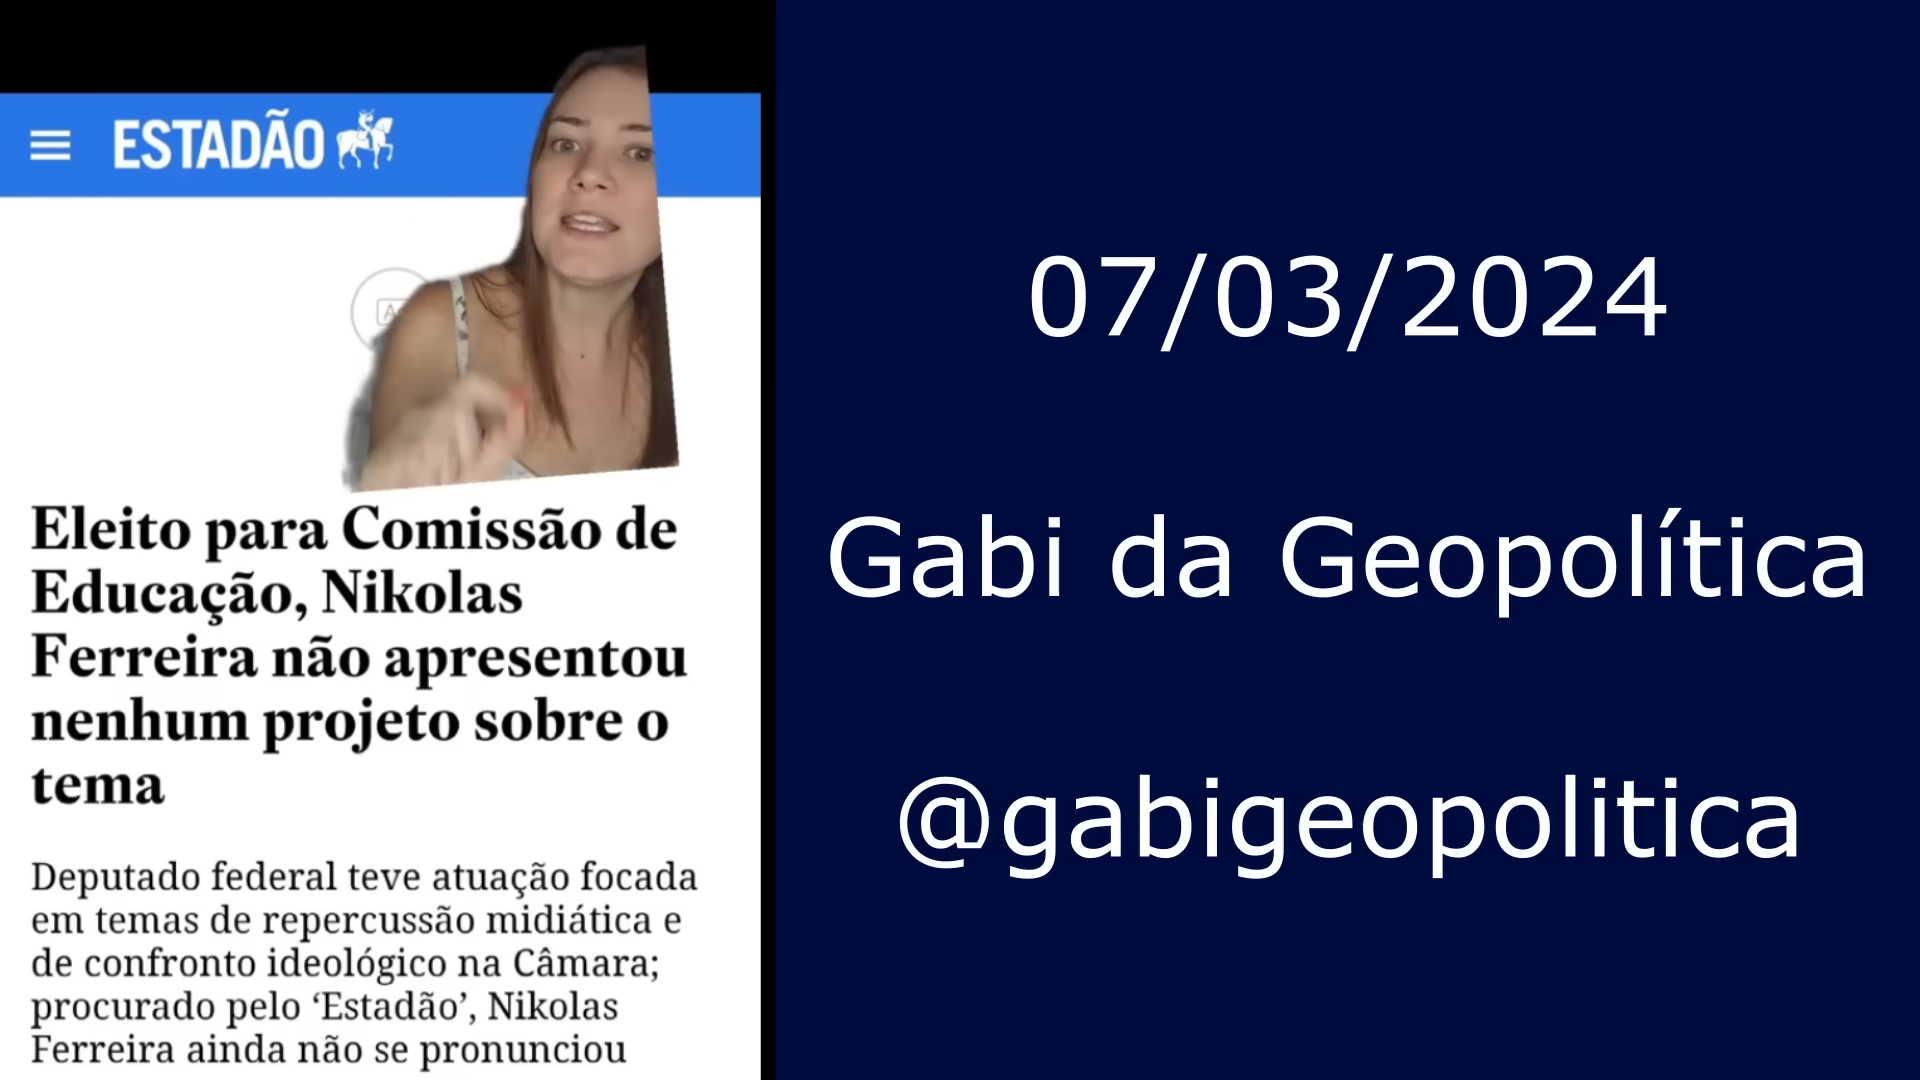 ESTADÃO
Eleito para Comissão de
Educação, Nikolas
Ferreira não apresentou
nenhum projeto sobre o
tema
Deputado federal teve atuação focada
em temas de repercussão midiática e
de confronto ideológico na Câmara;
procurado pelo ‘Estadão’, Nikolas
Ferreira ainda não se pronunciou
07/03/2024
Gabi da Geopolítica
@gabigeopolitica